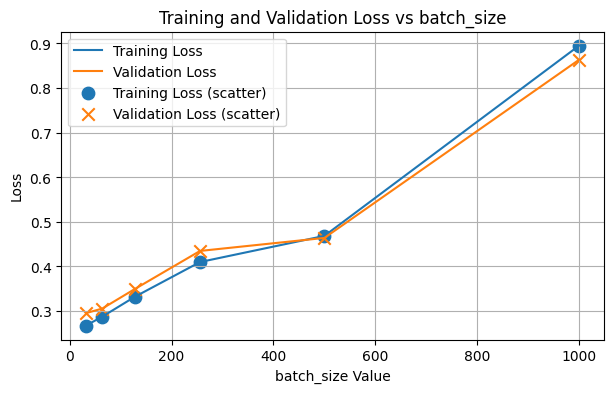 Training and Validation Loss vs batch_size
Training Loss
Validation Loss
Training Loss (scatter)
Validation Loss (scatter)
Loss
0.9
0.8
0.7
0.6
0.5
0.4
0.3
0 200 400 600 800 1000
batch_size Value